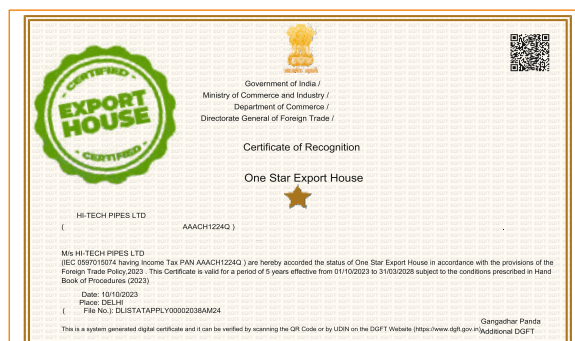 CERTIFIED
EXPORT
HOUSE
CERTIFIED
Government of India /
Ministry of Commerce and Industry /
Department of Commerce /
Directorate General of Foreign Trade /
Certificate of Recognition
One Star Export House
HI-TECH PIPES LTD
( AAACH1224Q )
M/s HI-TECH PIPES LTD
(IEC 0597015074 having Income Tax PAN AAACH1224Q ) are hereby accorded the status of One Star Export House in accordance with the provisions of the
Foreign Trade Policy,2023 . This Certificate is valid for a period of 5 years effective from 01/10/2023 to 31/03/2028 subject to the conditions prescribed in Hand
Book of Procedures (2023)
Date: 10/10/2023
Place: DELHI
( File No.): DLISTATAPPLY00002038AM24
Gangadhar Panda
This is a system generated digital certificate and it can be verified by scanning the QR Code or by UDIN on the DGFT Website (https://www.dgft.gov.in)
Additional DGFT